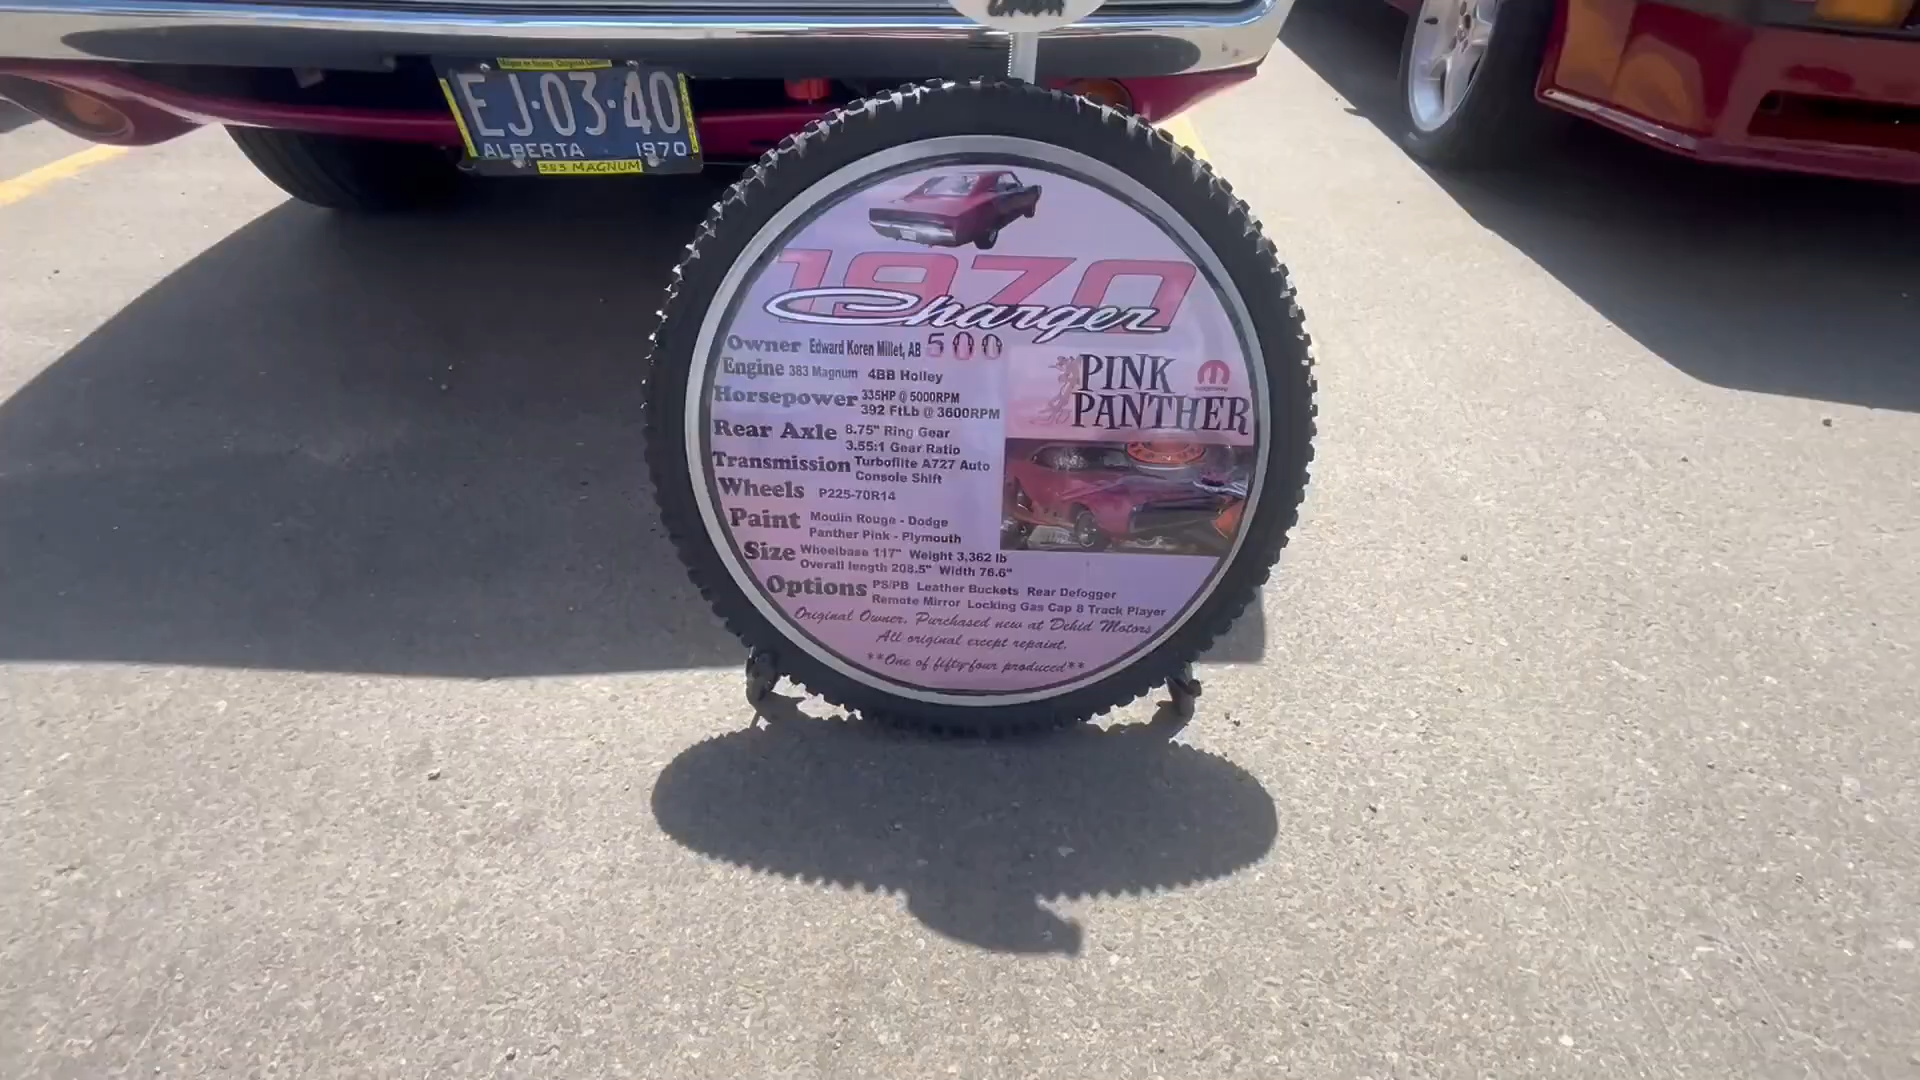 EJ·03·40
ALBERTA 1970
383 MAGNUM
1970
Charger
500
Owner Edward Koren Millet, AB
Engine 383 Magnum 4BB Holley
Horsepower 335HP @ 5000RPM
392 FtLb @ 3600RPM
Rear Axle 8.75" Ring Gear
3.55:1 Gear Ratio
Transmission Turboflite A727 Auto
Console Shift
Wheels P225-70R14
Paint Moulin Rouge - Dodge
Panther Pink - Plymouth
Size Wheelbase 117" Weight 3,362 lb
Overall length 208.5" Width 76.6"
Options PS/PB Leather Buckets Rear Defogger
Remote Mirror Locking Gas Cap 8 Track Player
Original Owner, Purchased new at Dehid Motors
All original except repaint.
**One of fifty-four produced**
PINK
PANTHER